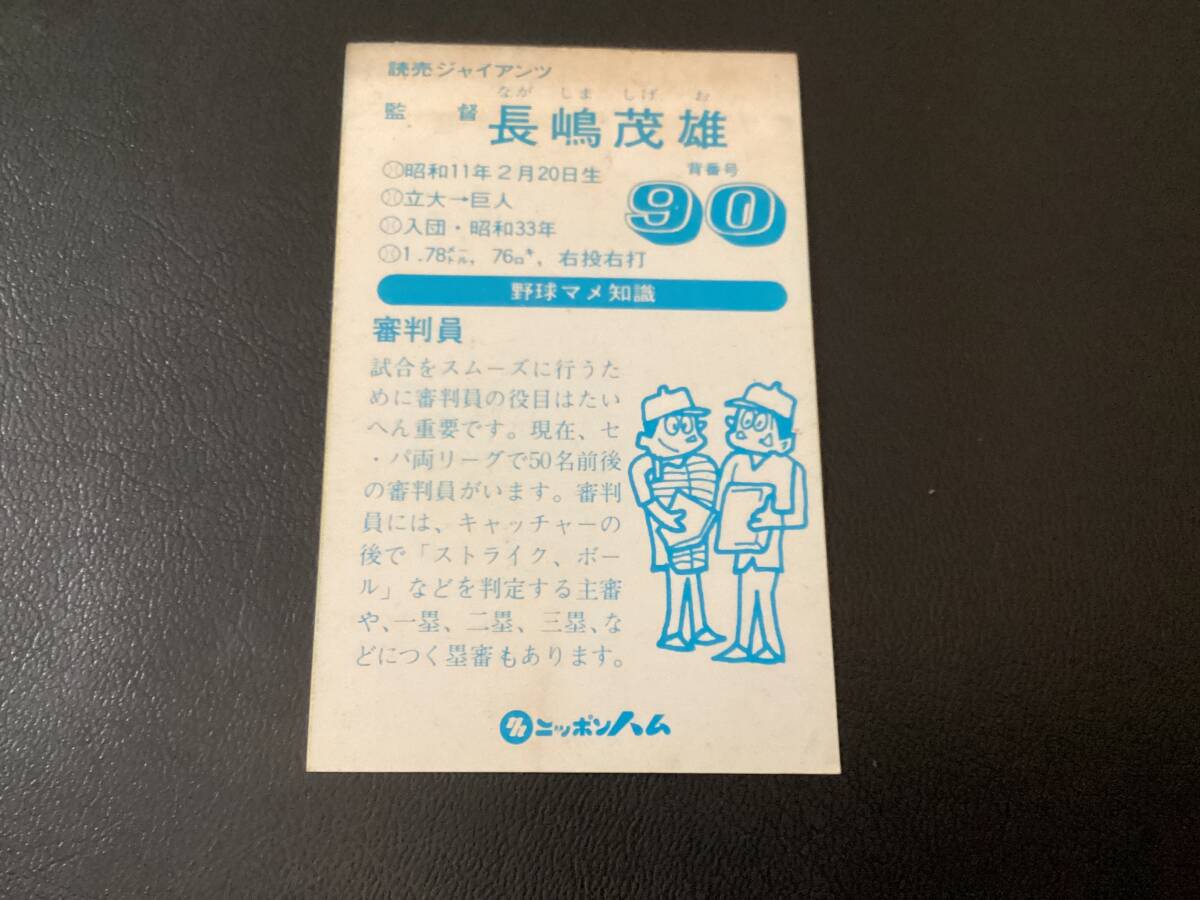 読売ジャイアンツ
なが しま しげ お
監督 長嶋茂雄
昭和11年2月20日生
背番号
90
立大→巨人
入団・昭和33年
1.78メートル, 76キロ, 右投右打
野球マメ知識
審判員
試合をスムーズに行うた
めに審判員の役目はたい
へん重要です。現在、セ
・パ両リーグで50名前後
の審判員がいます。審判
員には、キャッチャーの
後で「ストライク、ボー
ル」などを判定する主審
や、一塁、二塁、三塁、な
どにつく塁審もあります。
ニッポンハム